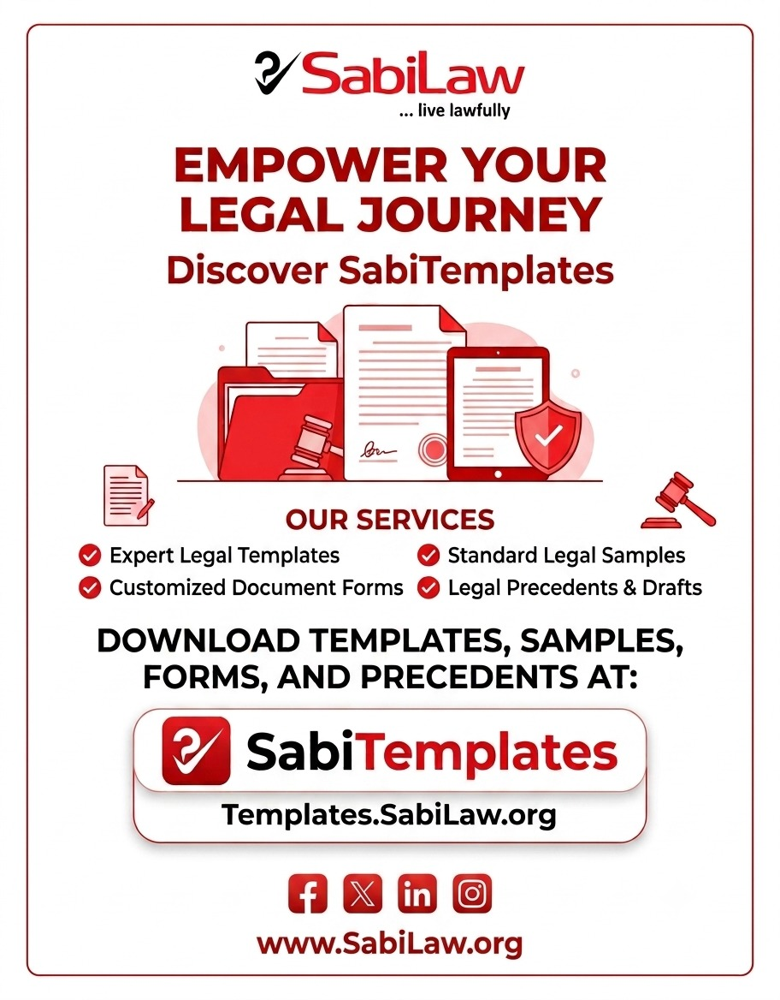 SabiLaw
... live lawfully
EMPOWER YOUR
LEGAL JOURNEY
Discover SabiTemplates
OUR SERVICES
Expert Legal Templates
Standard Legal Samples
Customized Document Forms
Legal Precedents & Drafts
DOWNLOAD TEMPLATES, SAMPLES,
FORMS, AND PRECEDENTS AT:
SabiTemplates
Templates.SabiLaw.org
www.SabiLaw.org